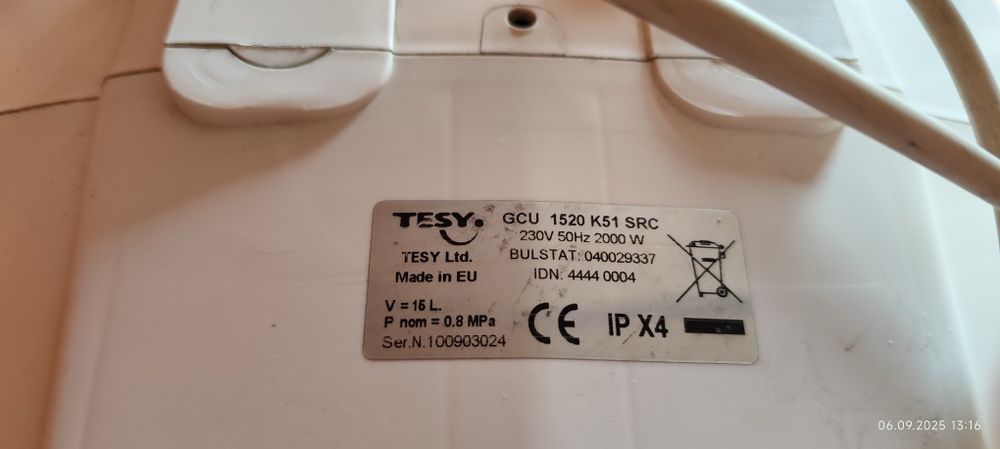 TESY.
GCU 1520 K51 SRC
230V 50Hz 2000 W
TESY Ltd.
BULSTAT: 040029337
Made in EU
IDN: 4444 0004
V = 15 L.
P nom = 0.8 MPa
Ser.N.100903024
CE
IP X4
06.09.2025 13:16